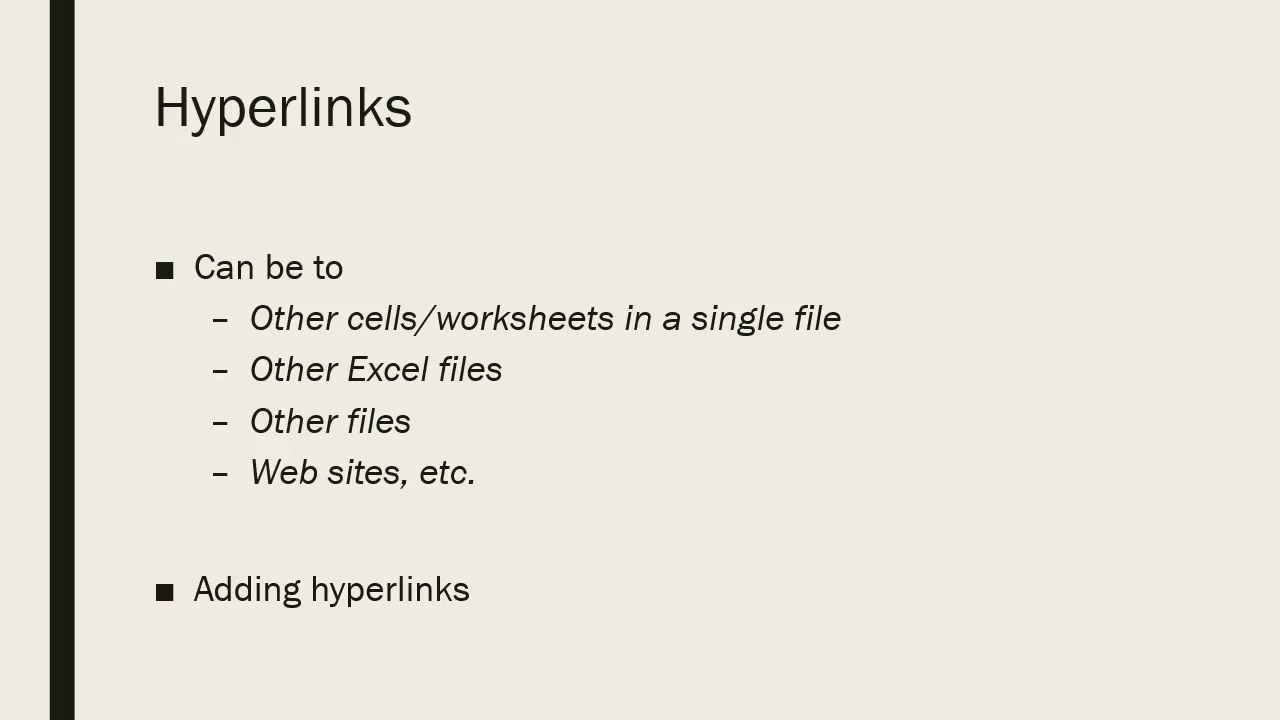 Hyperlinks
■ Can be to
– Other cells/worksheets in a single file
– Other Excel files
– Other files
– Web sites, etc.
■ Adding hyperlinks